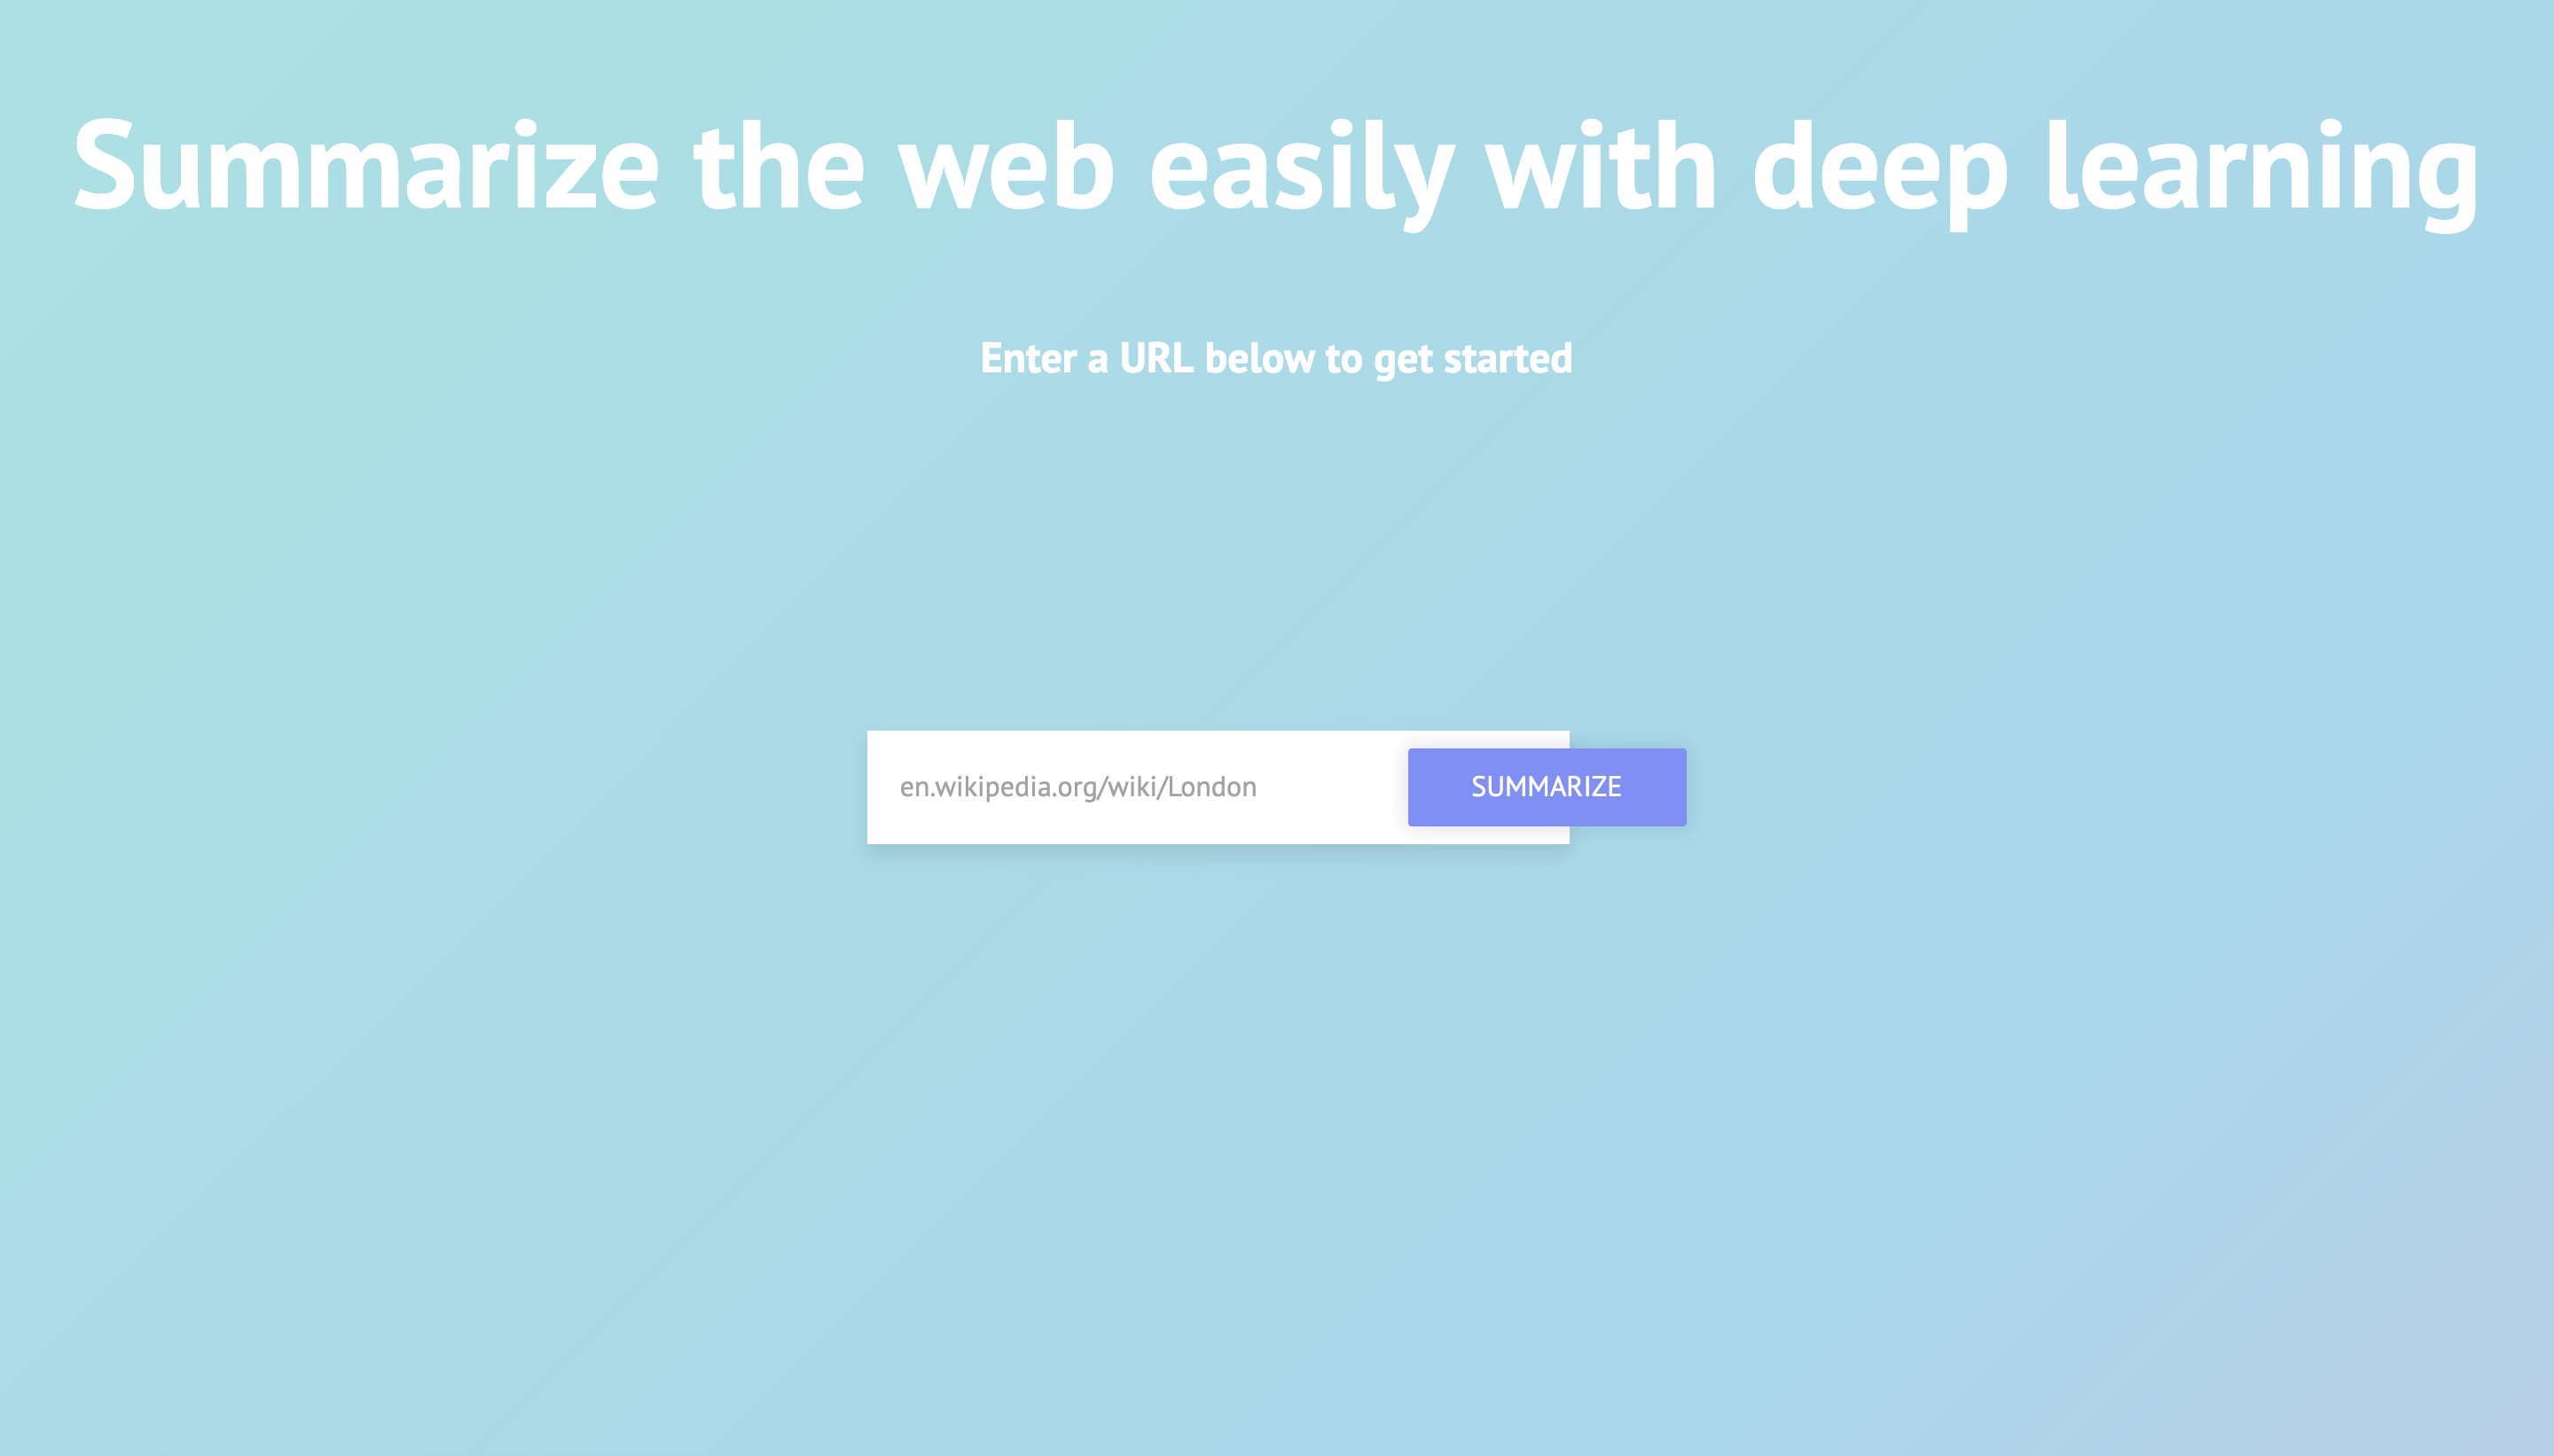 Summarize the web easily with deep learning
Enter a URL below to get started
en.wikipedia.org/wiki/London
SUMMARIZE